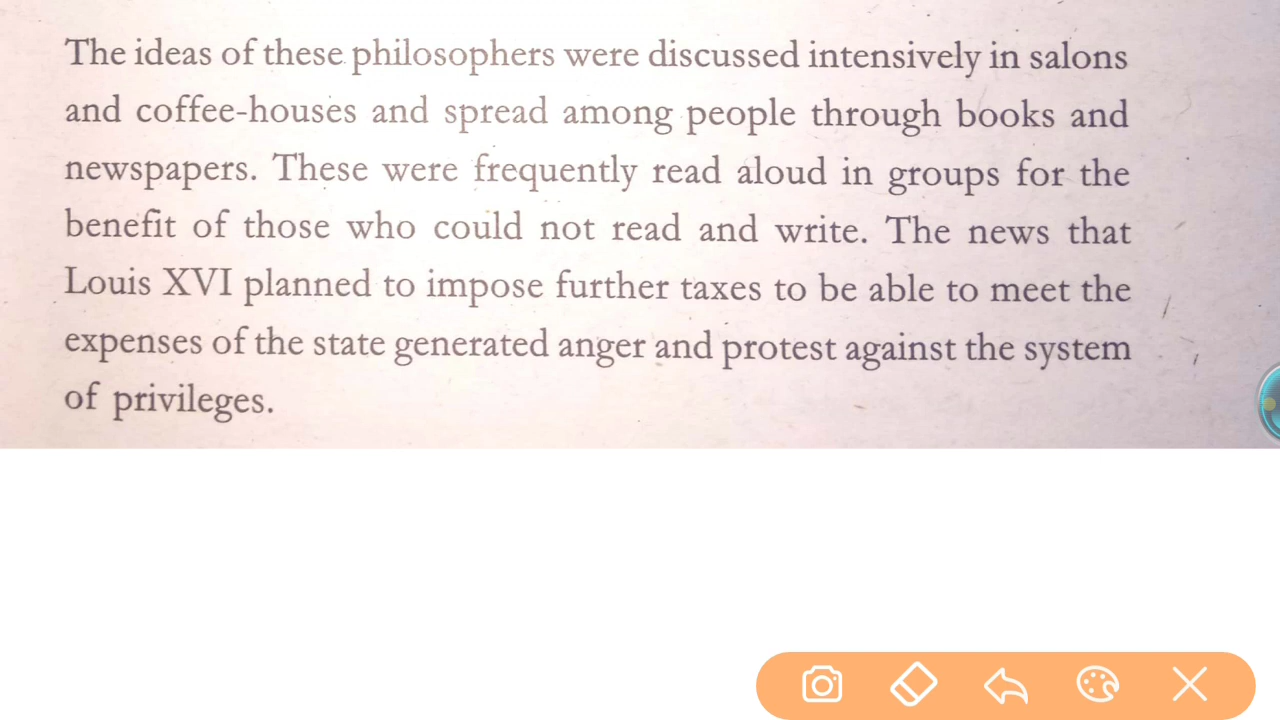 The ideas of these philosophers were discussed intensively in salons
and coffee-houses and spread among people through books and
newspapers. These were frequently read aloud in groups for the
benefit of those who could not read and write. The news that
Louis XVI planned to impose further taxes to be able to meet the
expenses of the state generated anger and protest against the system
of privileges.